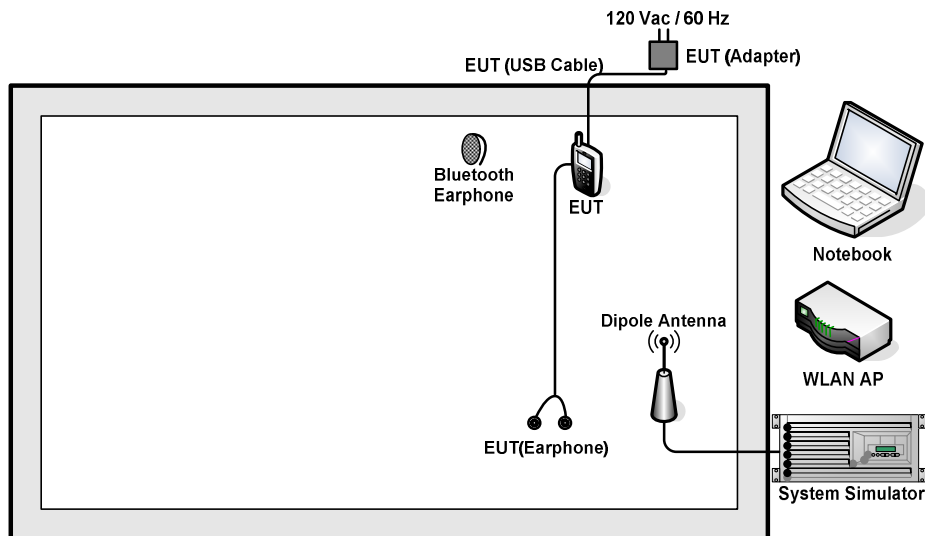 120 Vac / 60 Hz
EUT (USB Cable)
EUT (Adapter)
Bluetooth
Earphone
EUT
Notebook
Dipole Antenna
WLAN AP
EUT(Earphone)
System Simulator